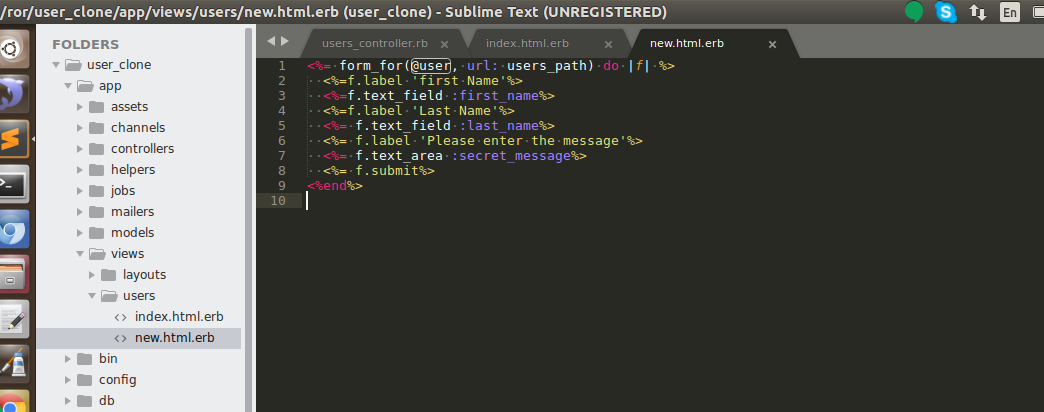 /ror/user_clone/app/views/users/new.html.erb (user_clone) - Sublime Text (UNREGISTERED)
En
FOLDERS
user_clone
app
assets
channels
controllers
helpers
jobs
mailers
models
views
layouts
users
index.html.erb
new.html.erb
bin
config
db
users_controller.rb
index.html.erb
new.html.erb
1 <%= form_for(@user, url: users_path) do |f| %>
2 <%=f.label 'first Name'%>
3 <%=f.text_field :first_name%>
4 <%=f.label 'Last Name'%>
5 <%= f.text_field :last_name%>
6 <%= f.label 'Please enter the message'%>
7 <%= f.text_area :secret_message%>
8 <%= f.submit%>
9 <%end%>
10